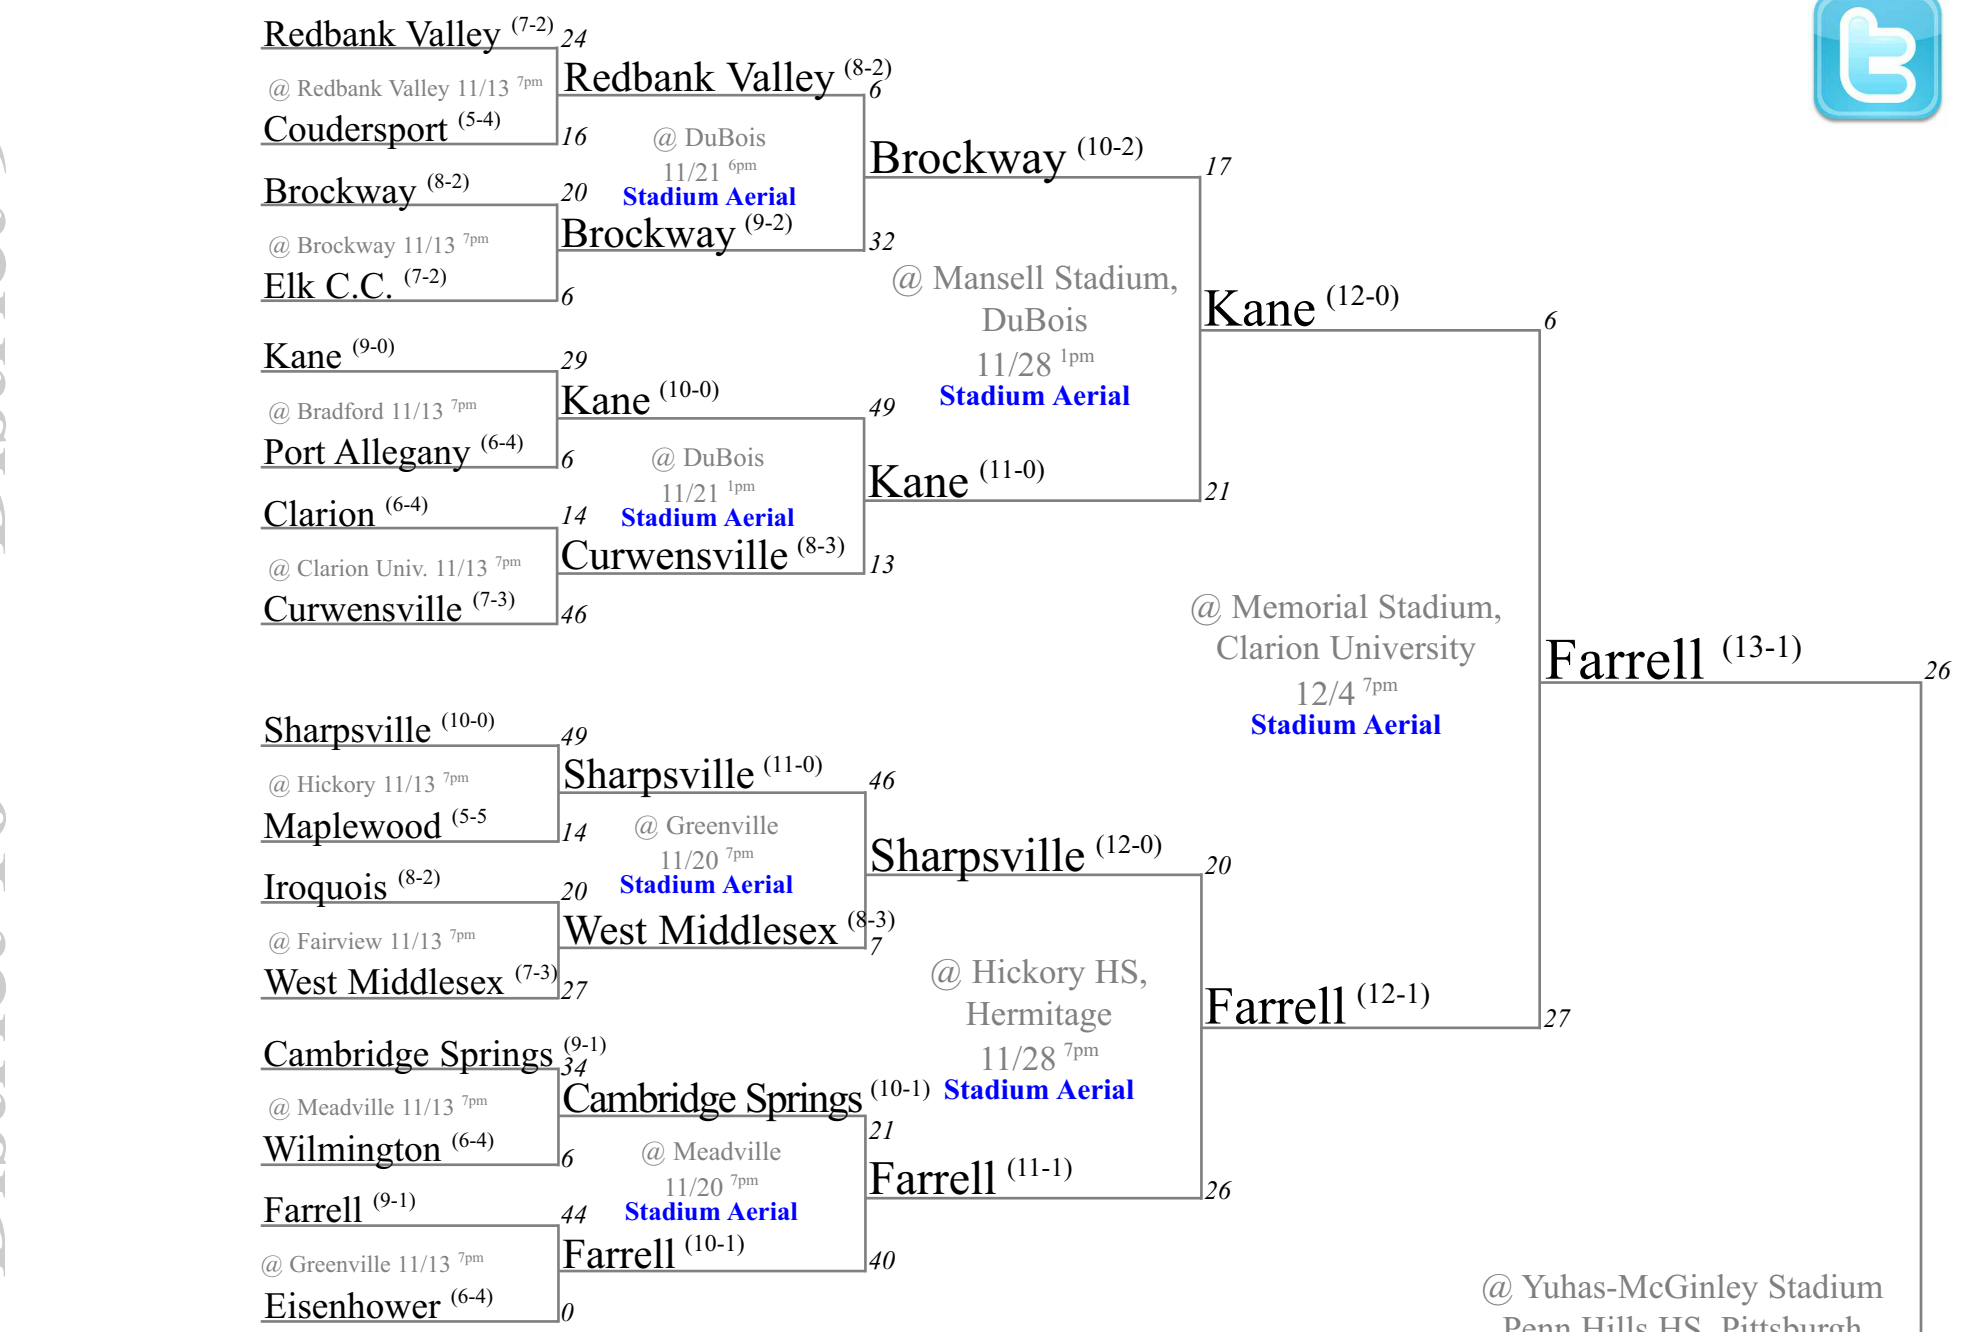 Redbank Valley (7-2) 24
@ Redbank Valley 11/13 7pm
Coudersport (5-4) 16
Brockway (8-2) 20
@ Brockway 11/13 7pm
Elk C.C. (7-2) 6
Kane (9-0) 29
@ Bradford 11/13 7pm
Port Allegany (6-4) 6
Clarion (6-4) 14
@ Clarion Univ. 11/13 7pm
Curwensville (7-3) 46
Sharpsville (10-0) 49
@ Hickory 11/13 7pm
Maplewood (5-5 14
Iroquois (8-2) 20
@ Fairview 11/13 7pm
West Middlesex (7-3) 27
Cambridge Springs (9-1) 34
@ Meadville 11/13 7pm
Wilmington (6-4) 6
Farrell (9-1) 44
@ Greenville 11/13 7pm
Eisenhower (6-4) 0
Redbank Valley (8-2) 6
@ DuBois
11/21 6pm
Stadium Aerial
Brockway (9-2) 32
Kane (10-0) 49
@ DuBois
11/21 1pm
Stadium Aerial
Curwensville (8-3) 13
Sharpsville (11-0) 46
@ Greenville
11/20 7pm
Stadium Aerial
West Middlesex (8-3) 7
Cambridge Springs (10-1) 21
@ Meadville
11/20 7pm
Stadium Aerial
Farrell (10-1) 40
Brockway (10-2) 17
@ Mansell Stadium,
DuBois
11/28 1pm
Stadium Aerial
Kane (11-0) 21
Sharpsville (12-0) 20
@ Hickory HS,
Hermitage
11/28 7pm
Stadium Aerial
Farrell (11-1) 26
Kane (12-0) 6
@ Memorial Stadium,
Clarion University
12/4 7pm
Stadium Aerial
Farrell (12-1) 27
Farrell (13-1) 26
@ Yuhas-McGinley Stadium
Penn Hills HS, Pittsburgh